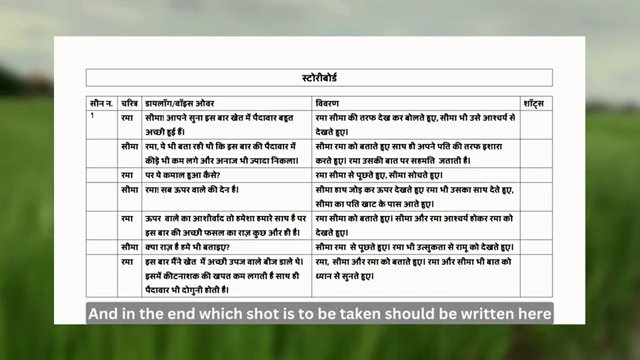 स्टोरीबोर्ड
सीन न. चरित्र डायलॉग/वॉइस ओवर विवरण शॉट्स
1 रमा सीमा! आपने सुना इस बार खेत में पैदावार बहुत रमा सीमा की तरफ देख कर बोलते हुए, सीमा भी उसे आश्चर्य से
अच्छी हुई हैं। देखते हुए।
सीमा रमा, ये भी बता रही थी कि इस बार की पैदावार में सीमा रमा को बताते हुए साथ ही अपने पति की तरफ इशारा
कीड़े भी कम लगे और अनाज भी ज्यादा निकला। करते हुए। रमा उसकी बात पर सहमति जताती है।
रमा पर ये कमाल हुआ कैसे? रमा सीमा से पूछते हुए, सीमा सोचते हुए।
सीमा रमा! सब ऊपर वाले की देन है। सीमा हाथ जोड़ कर ऊपर देखते हुए रमा भी उसका साथ देते हुए,
सीमा का पति खाट के पास आते हुए।
रमा ऊपर वाले का आशीर्वाद तो हमेशा हमारे साथ है पर सीमा रमा को बताते हुए। सीमा और रमा आश्चर्य होकर रमा को
इस बार की अच्छी फसल का राज़ कुछ और ही है। देखते हुए।
सीमा क्या राज़ है हमे भी बताइए? सीमा रमा से पूछते हुए। रमा भी उत्सुकता से रामू को देखते हुए।
रमा इस बार मैंने खेत में अच्छी उपज वाले बीज डाले थे। रमा, सीमा और रमा को बताते हुए। रमा और सीमा भी बात को
इसमें कीटनाशक की खपत कम लगती है साथ ही ध्यान से सुनते हुए।
पैदावार भी दोगुनी होती है।
And in the end which shot is to be taken should be written here